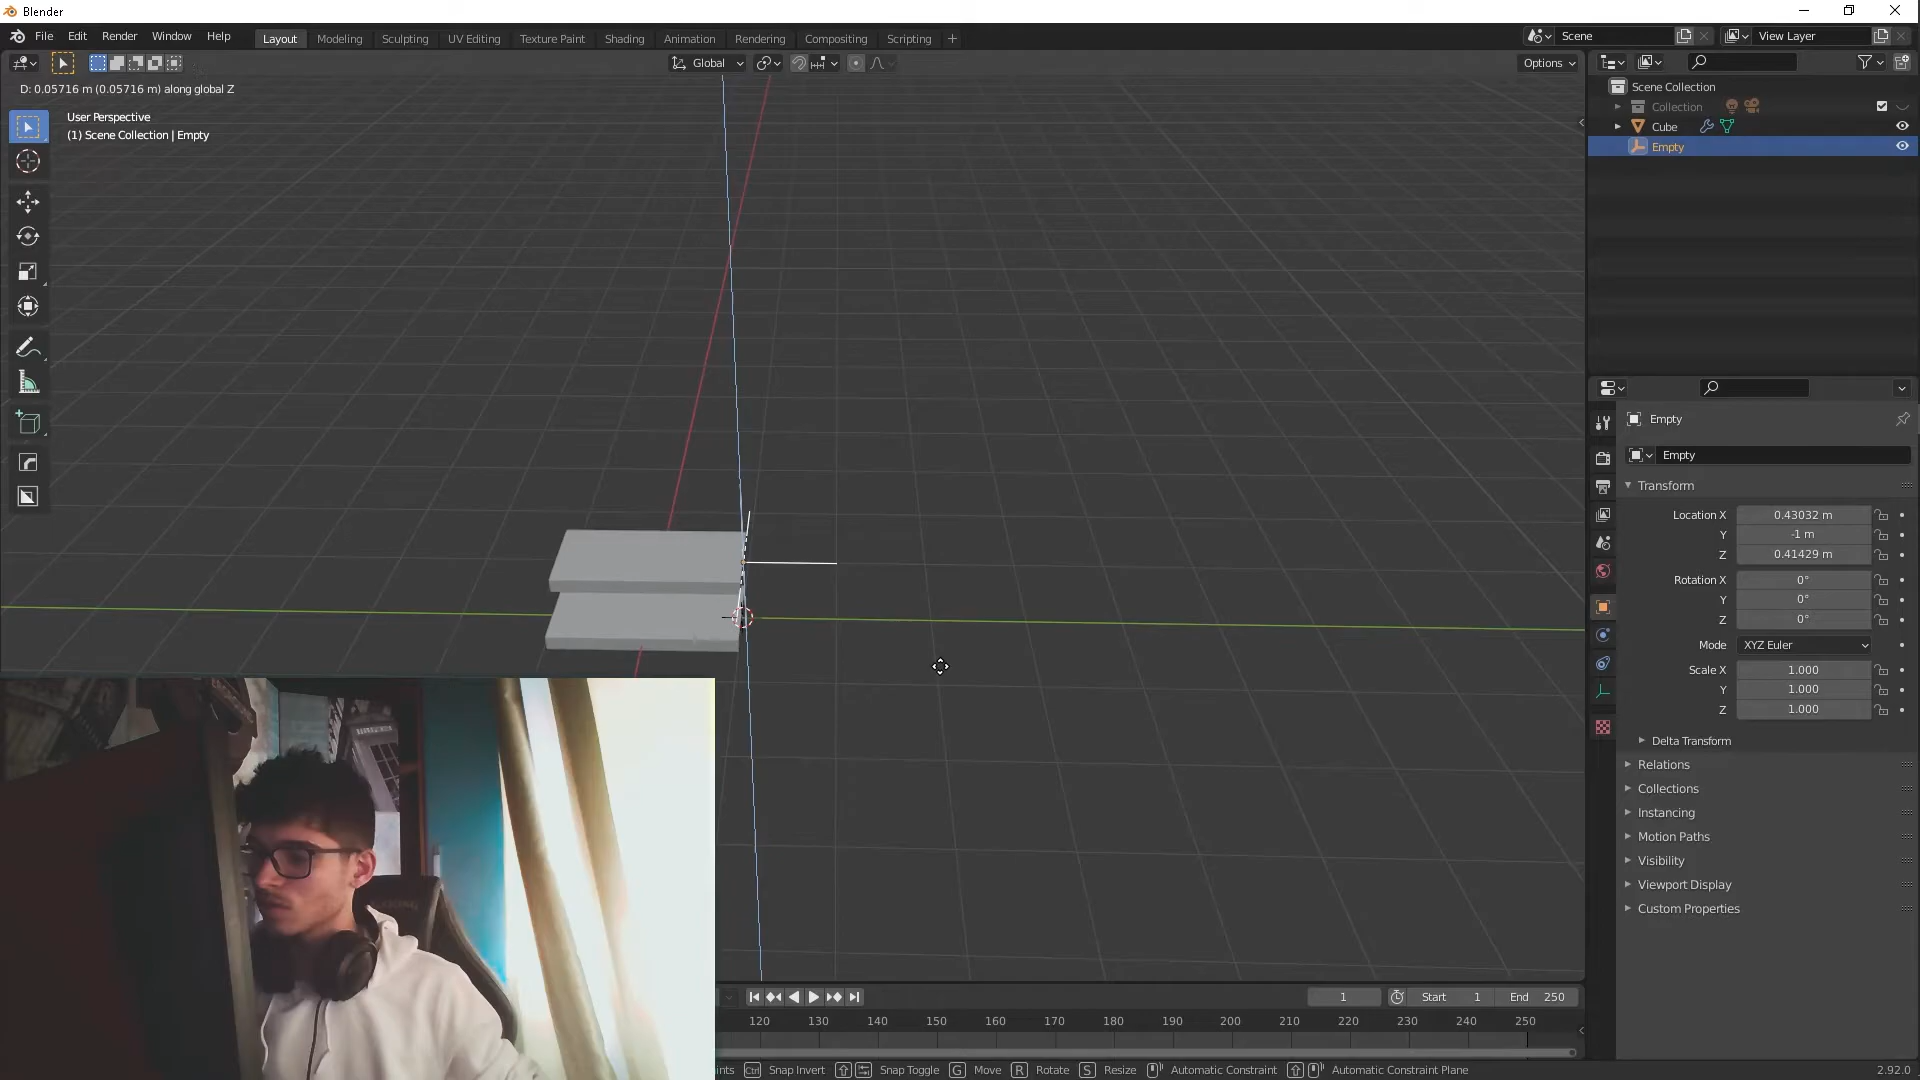 Blender
File Edit Render Window Help Layout Modeling Sculpting UV Editing Texture Paint Shading Animation Rendering Compositing Scripting + Scene View Layer
Global Options
D: 0.05716 m (0.05716 m) along global Z
User Perspective
(1) Scene Collection | Empty
Scene Collection
Collection
Cube
Empty
Empty
Empty
Transform
Location X 0.43032 m
Y -1 m
Z 0.41429 m
Rotation X 0°
Y 0°
Z 0°
Mode XYZ Euler
Scale X 1.000
Y 1.000
Z 1.000
Delta Transform
Relations
Collections
Instancing
Motion Paths
Visibility
Viewport Display
Custom Properties
1 Start 1 End 250
120 130 140 150 160 170 180 190 200 210 220 230 240 250
Ctrl Snap Invert Snap Toggle G Move R Rotate S Resize Automatic Constraint Automatic Constraint Plane 2.92.0